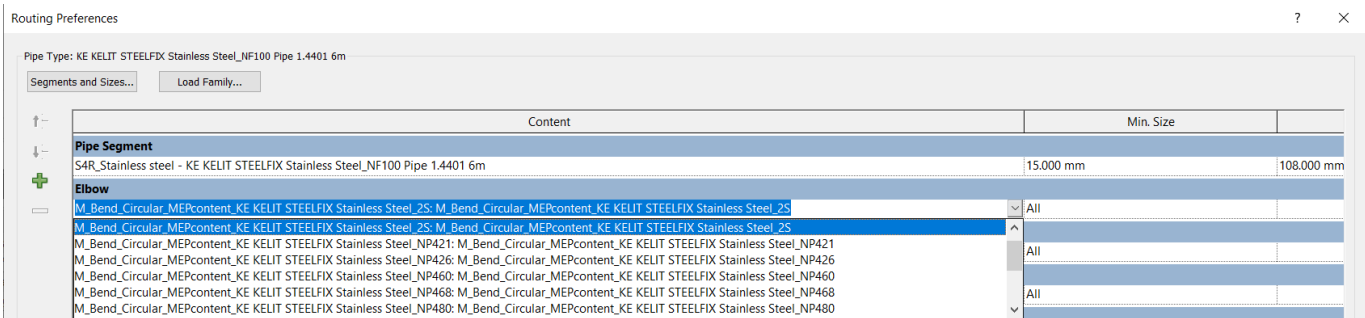 Routing Preferences ? ×
Pipe Type: KE KELIT STEELFIX Stainless Steel_NF100 Pipe 1.4401 6m
Segments and Sizes... Load Family...
Content Min. Size
Pipe Segment
S4R_Stainless steel - KE KELIT STEELFIX Stainless Steel_NF100 Pipe 1.4401 6m 15.000 mm 108.000 mm
Elbow
M_Bend_Circular_MEPcontent_KE KELIT STEELFIX Stainless Steel_2S: M_Bend_Circular_MEPcontent_KE KELIT STEELFIX Stainless Steel_2S All
M_Bend_Circular_MEPcontent_KE KELIT STEELFIX Stainless Steel_2S: M_Bend_Circular_MEPcontent_KE KELIT STEELFIX Stainless Steel_2S
M_Bend_Circular_MEPcontent_KE KELIT STEELFIX Stainless Steel_NP421: M_Bend_Circular_MEPcontent_KE KELIT STEELFIX Stainless Steel_NP421
All
M_Bend_Circular_MEPcontent_KE KELIT STEELFIX Stainless Steel_NP426: M_Bend_Circular_MEPcontent_KE KELIT STEELFIX Stainless Steel_NP426
M_Bend_Circular_MEPcontent_KE KELIT STEELFIX Stainless Steel_NP460: M_Bend_Circular_MEPcontent_KE KELIT STEELFIX Stainless Steel_NP460
M_Bend_Circular_MEPcontent_KE KELIT STEELFIX Stainless Steel_NP468: M_Bend_Circular_MEPcontent_KE KELIT STEELFIX Stainless Steel_NP468 All
M_Bend_Circular_MEPcontent_KE KELIT STEELFIX Stainless Steel_NP480: M_Bend_Circular_MEPcontent_KE KELIT STEELFIX Stainless Steel_NP480